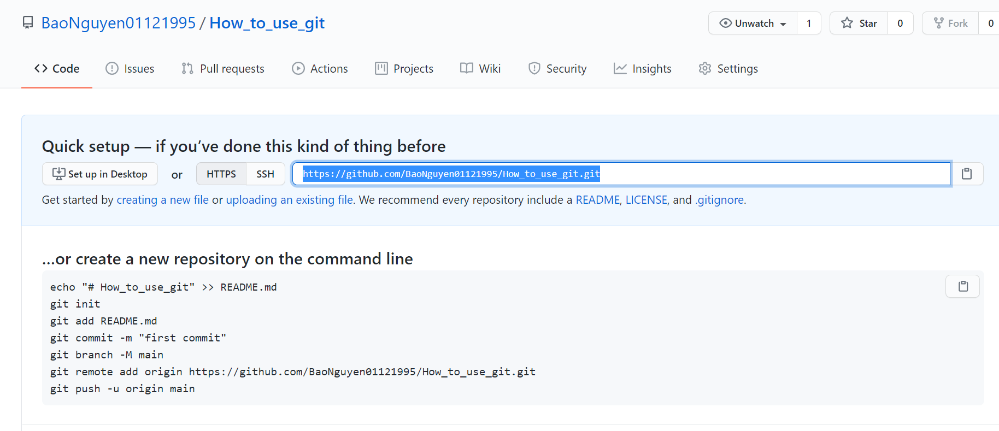 BaoNguyen01121995 / How_to_use_git
Unwatch 1 Star 0 Fork 0
Code Issues Pull requests Actions Projects Wiki Security Insights Settings
Quick setup — if you’ve done this kind of thing before
Set up in Desktop or HTTPS SSH https://github.com/BaoNguyen01121995/How_to_use_git.git
Get started by creating a new file or uploading an existing file. We recommend every repository include a README, LICENSE, and .gitignore.
…or create a new repository on the command line
echo "# How_to_use_git" >> README.md
git init
git add README.md
git commit -m "first commit"
git branch -M main
git remote add origin https://github.com/BaoNguyen01121995/How_to_use_git.git
git push -u origin main